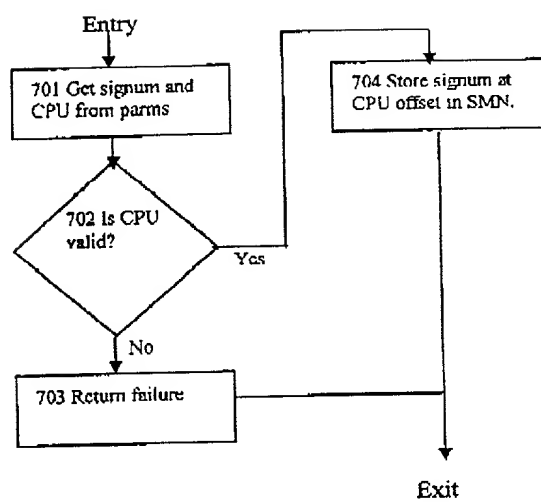 Entry
701 Get signum and
CPU from parms
704 Store signum at
CPU offset in SMN.
702 Is CPU
valid?
Yes
No
703 Return failure
Exit